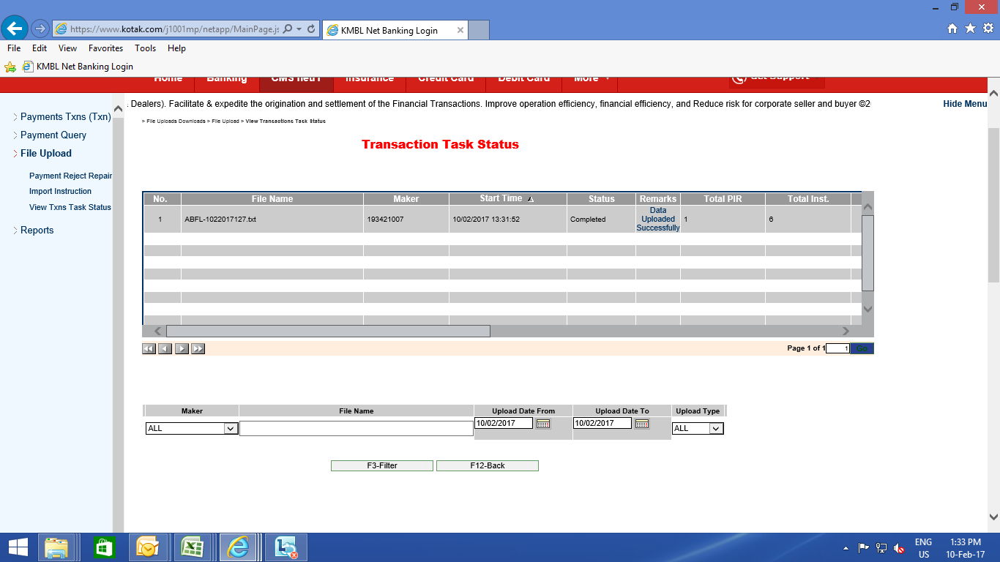 https://www.kotak.com/j1001mp/netapp/MainPage.js
KMBL Net Banking Login
File Edit View Favorites Tools Help
KMBL Net Banking Login
Home Banking CMS net1 Insurance Credit Card Debit Card More Get Support
. Dealers). Facilitate & expedite the origination and settlement of the Financial Transactions. Improve operation efficiency, financial efficiency, and Reduce risk for corporate seller and buyer ©2
Hide Menu
> File Uploads Downloads > File Upload > View Transactions Task Status
Payments Txns (Txn)
Payment Query
File Upload
Payment Reject Repair
Import Instruction
View Txns Task Status
Reports
Transaction Task Status
No. File Name Maker Start Time Status Remarks Total PIR Total Inst.
1 ABFL-1022017127.txt 193421007 10/02/2017 13:31:52 Completed Data Uploaded Successfully 1 6
Page 1 of 1 1 Go
Maker File Name Upload Date From Upload Date To Upload Type
ALL 10/02/2017 10/02/2017 ALL
F3-Filter F12-Back
ENG 1:33 PM
US 10-Feb-17